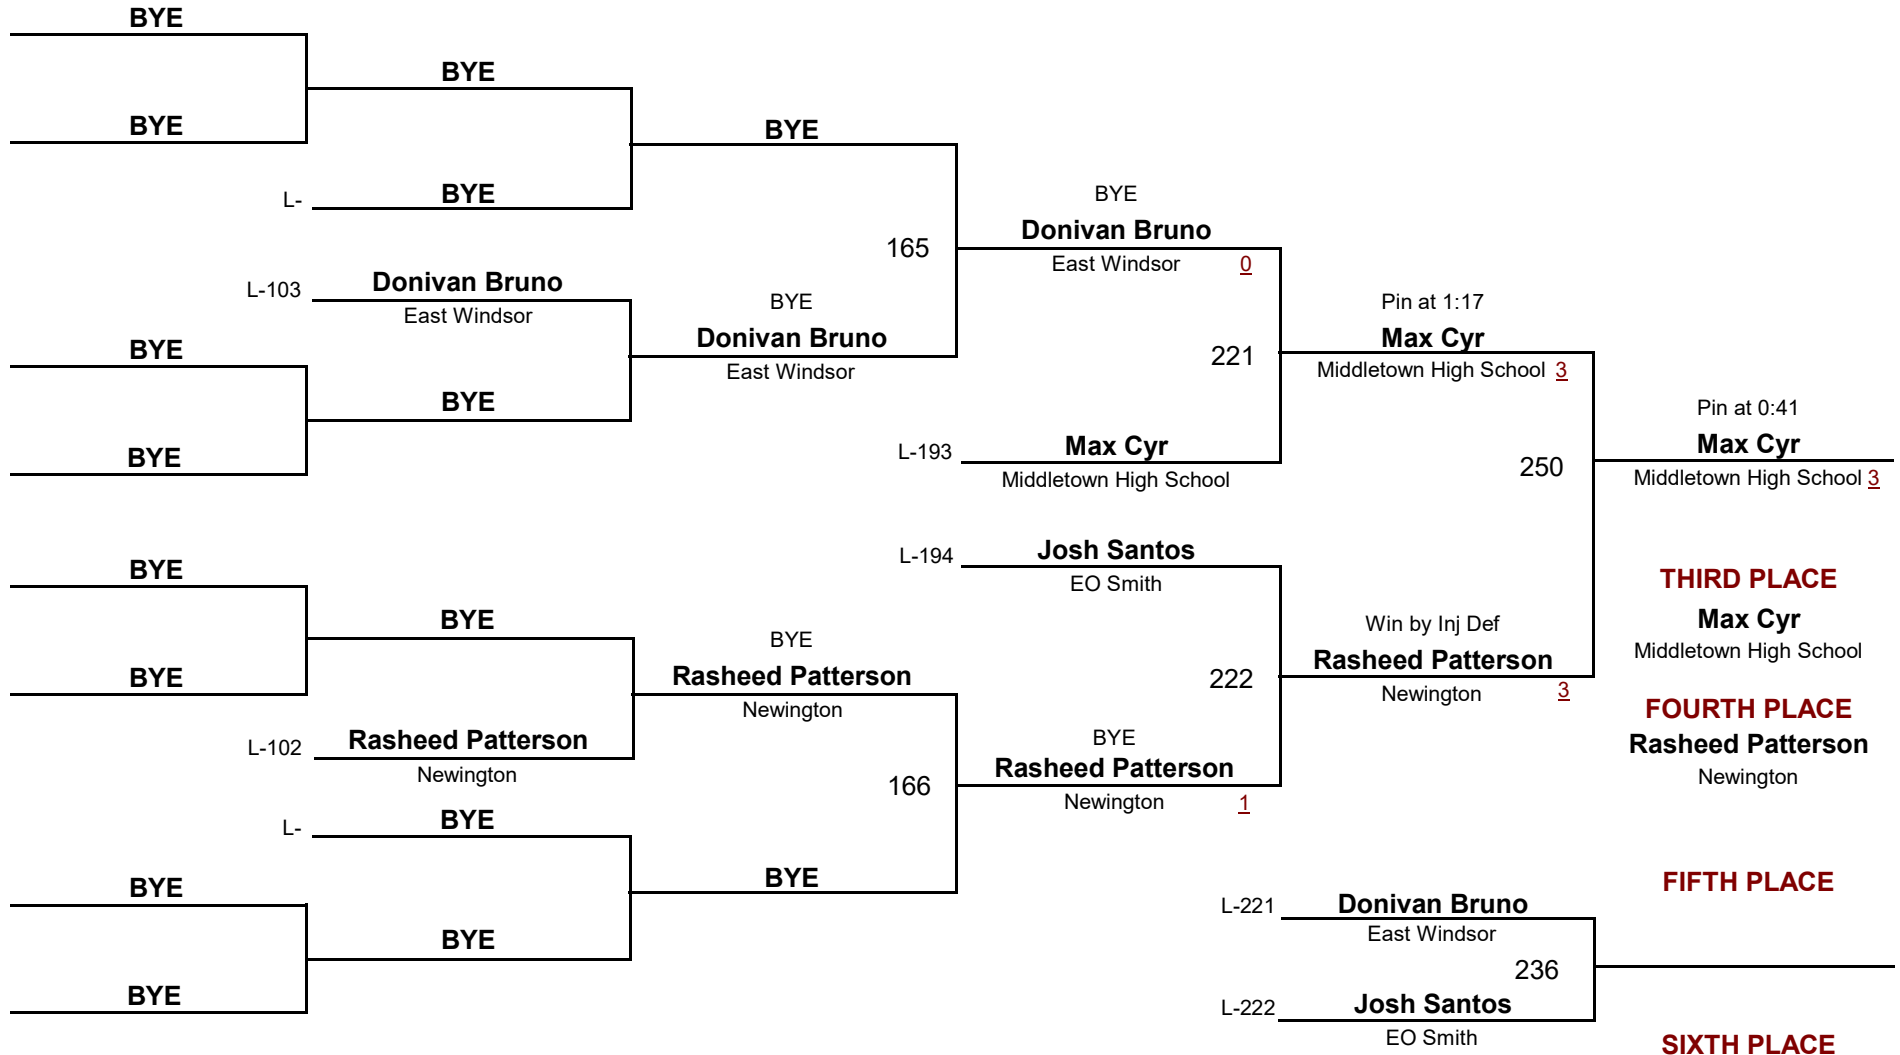 BYE
BYE
BYE
BYE
BYE
L-
BYE
165
BYE
Donivan Bruno
East Windsor 0
L-103
Donivan Bruno
East Windsor
BYE
Donivan Bruno
East Windsor
BYE
BYE
BYE
221
Pin at 1:17
Max Cyr
Middletown High School 3
L-193
Max Cyr
Middletown High School
250
Pin at 0:41
Max Cyr
Middletown High School 3
L-194
Josh Santos
EO Smith
BYE
BYE
BYE
BYE
Rasheed Patterson
Newington
222
Win by Inj Def
Rasheed Patterson
Newington 3
THIRD PLACE
Max Cyr
Middletown High School
FOURTH PLACE
Rasheed Patterson
Newington
L-102
Rasheed Patterson
Newington
166
BYE
Rasheed Patterson
Newington 1
L-
BYE
BYE
BYE
BYE
BYE
L-221
Donivan Bruno
East Windsor
236
L-222
Josh Santos
EO Smith
FIFTH PLACE
SIXTH PLACE